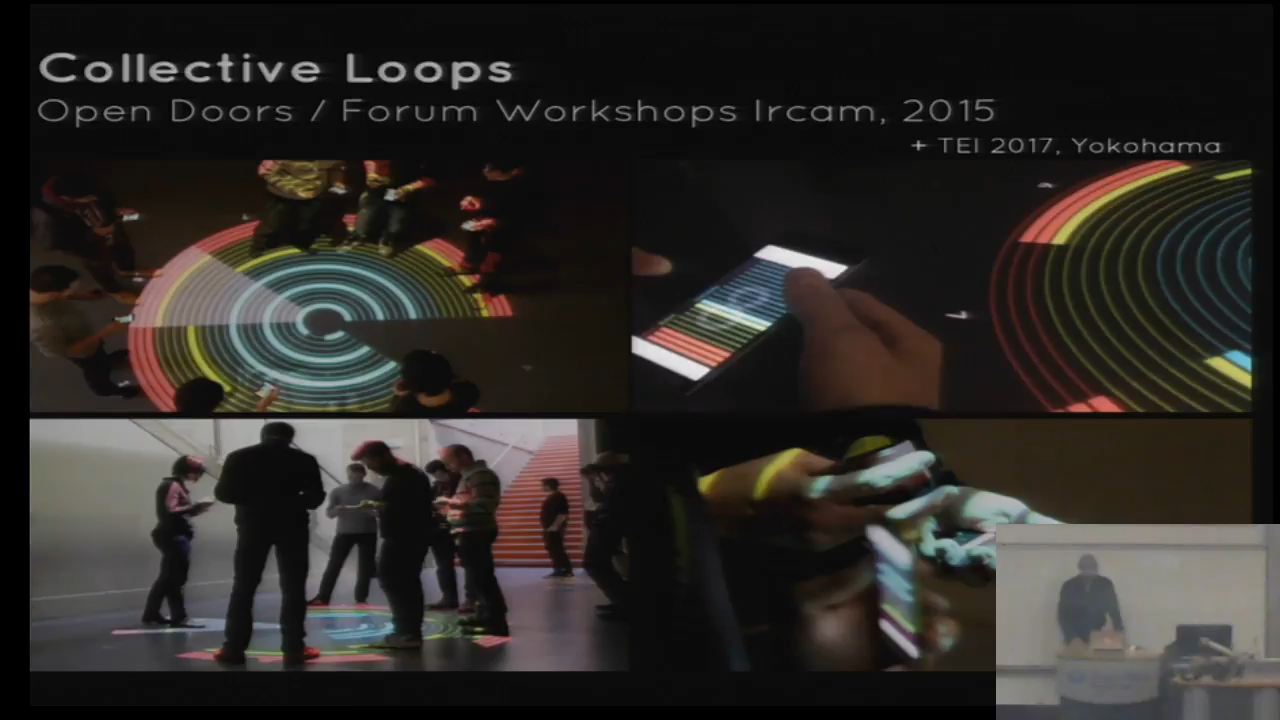 Collective Loops
Open Doors / Forum Workshops Ircam, 2015
+ TEI 2017, Yokohama